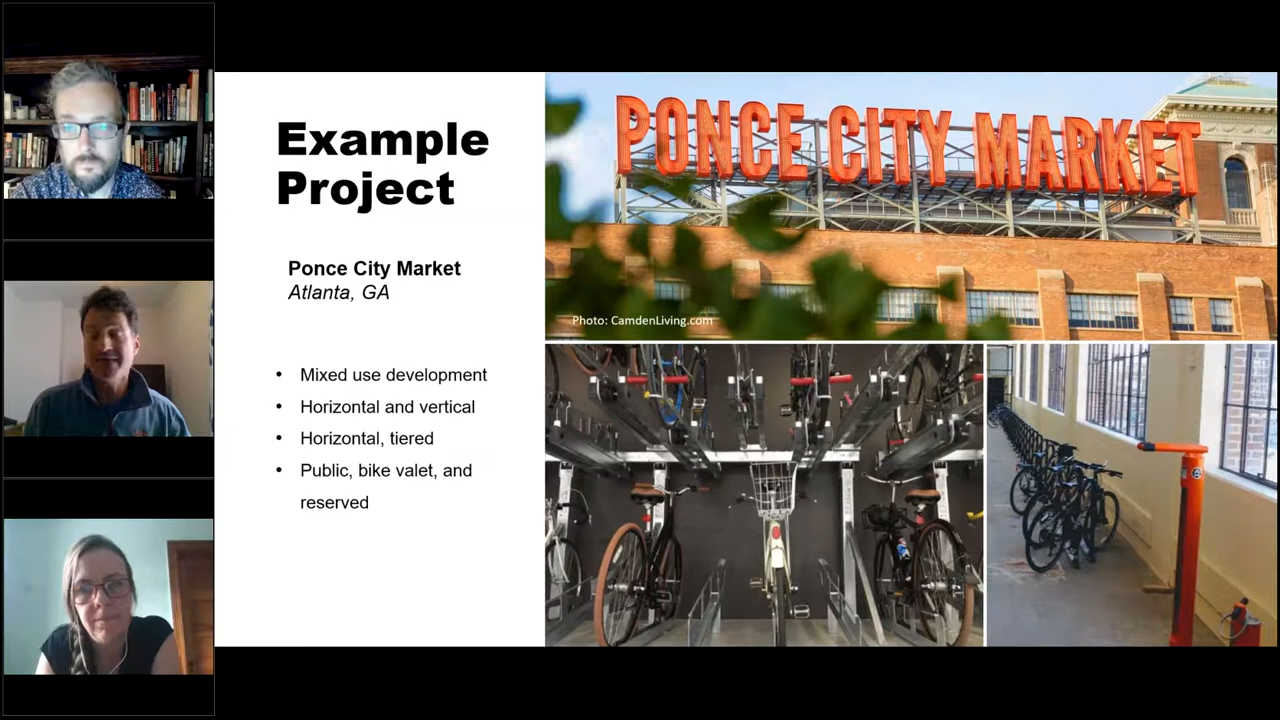 Example
Project
Ponce City Market
Atlanta, GA
• Mixed use development
• Horizontal and vertical
• Horizontal, tiered
• Public, bike valet, and
reserved
PONCE CITY MARKET
Photo: CamdenLiving.com